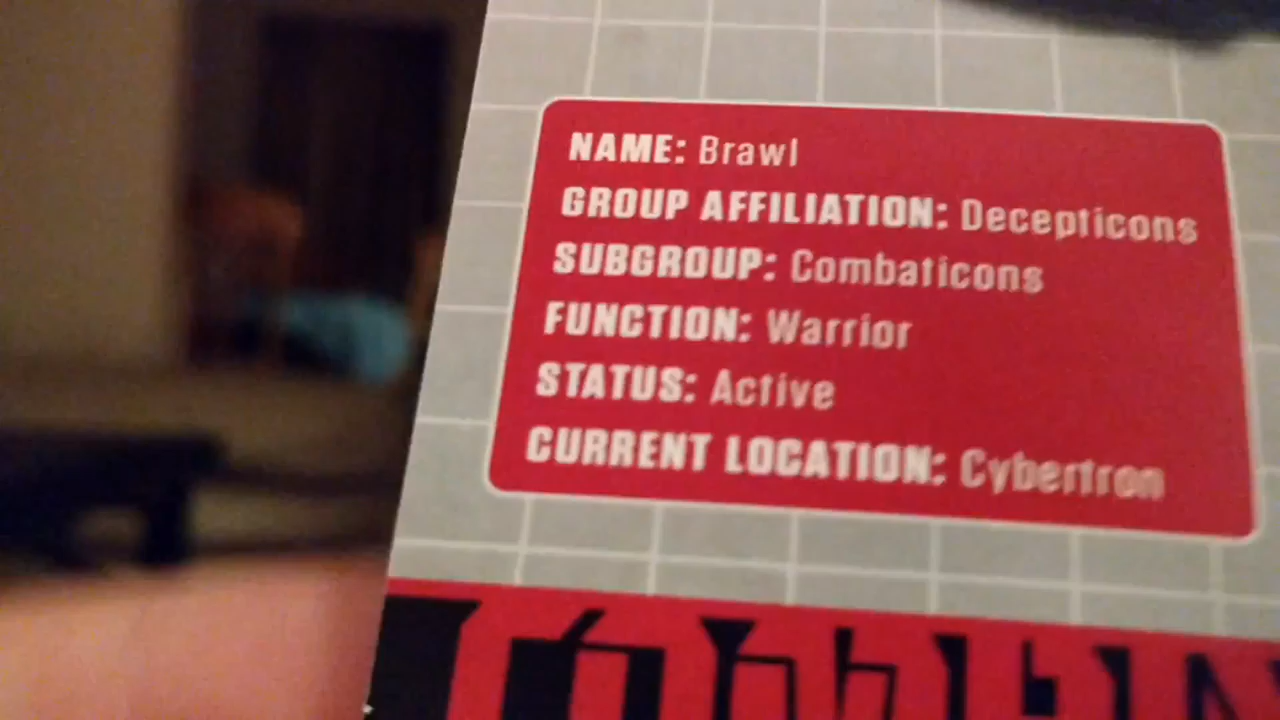 NAME: Brawl
GROUP AFFILIATION: Decepticons
SUBGROUP: Combaticons
FUNCTION: Warrior
STATUS: Active
CURRENT LOCATION: Cybertron